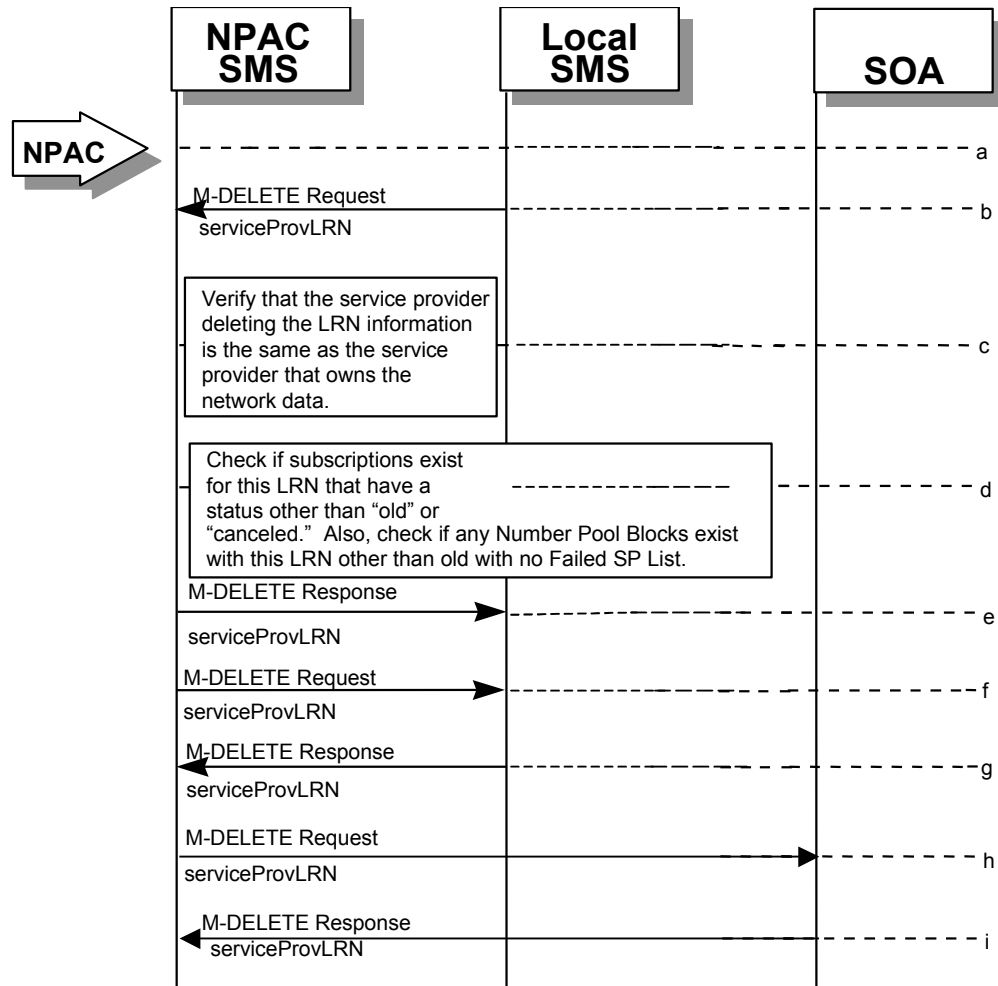 NPAC
SMS
Local
SMS
SOA
NPAC
a
M-DELETE Request
b
serviceProvLRN
Verify that the service provider
deleting the LRN information
is the same as the service
provider that owns the
network data.
c
Check if subscriptions exist
for this LRN that have a
status other than “old” or
“canceled.” Also, check if any Number Pool Blocks exist
with this LRN other than old with no Failed SP List.
d
M-DELETE Response
e
serviceProvLRN
M-DELETE Request
f
serviceProvLRN
M-DELETE Response
g
serviceProvLRN
M-DELETE Request
h
serviceProvLRN
M-DELETE Response
i
serviceProvLRN